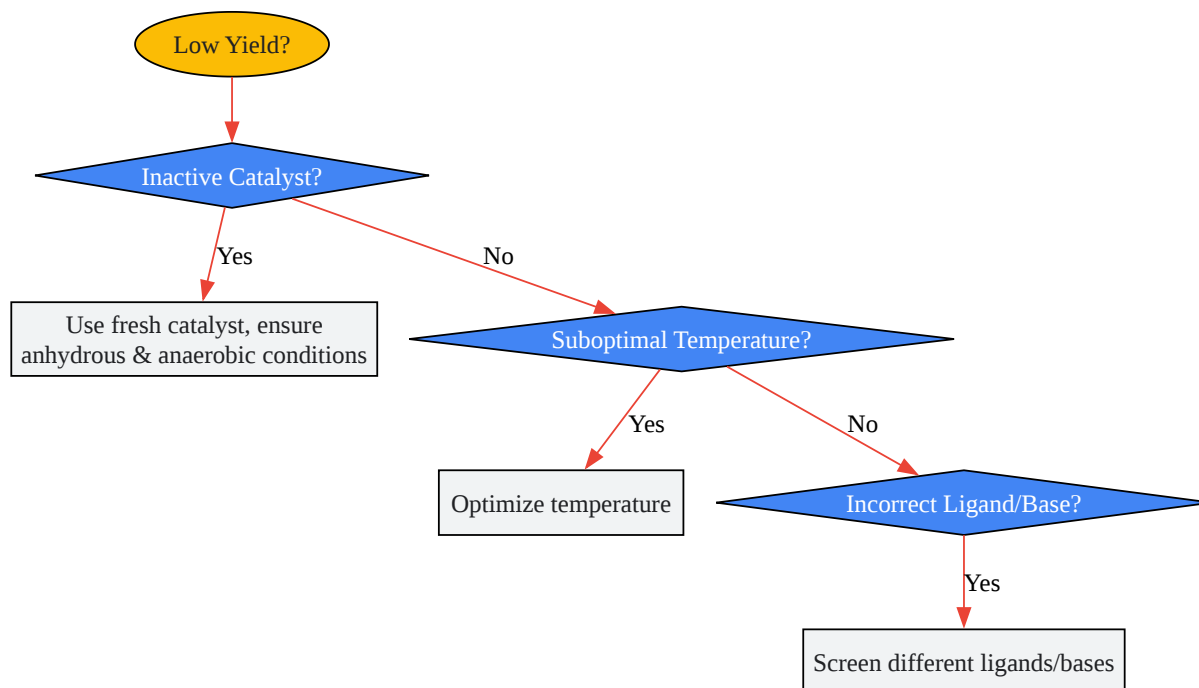 Low Yield?
Inactive Catalyst?
Yes
No
Use fresh catalyst, ensure
anhydrous & anaerobic conditions
Suboptimal Temperature?
Yes
No
Optimize temperature
Incorrect Ligand/Base?
Yes
Screen different ligands/bases